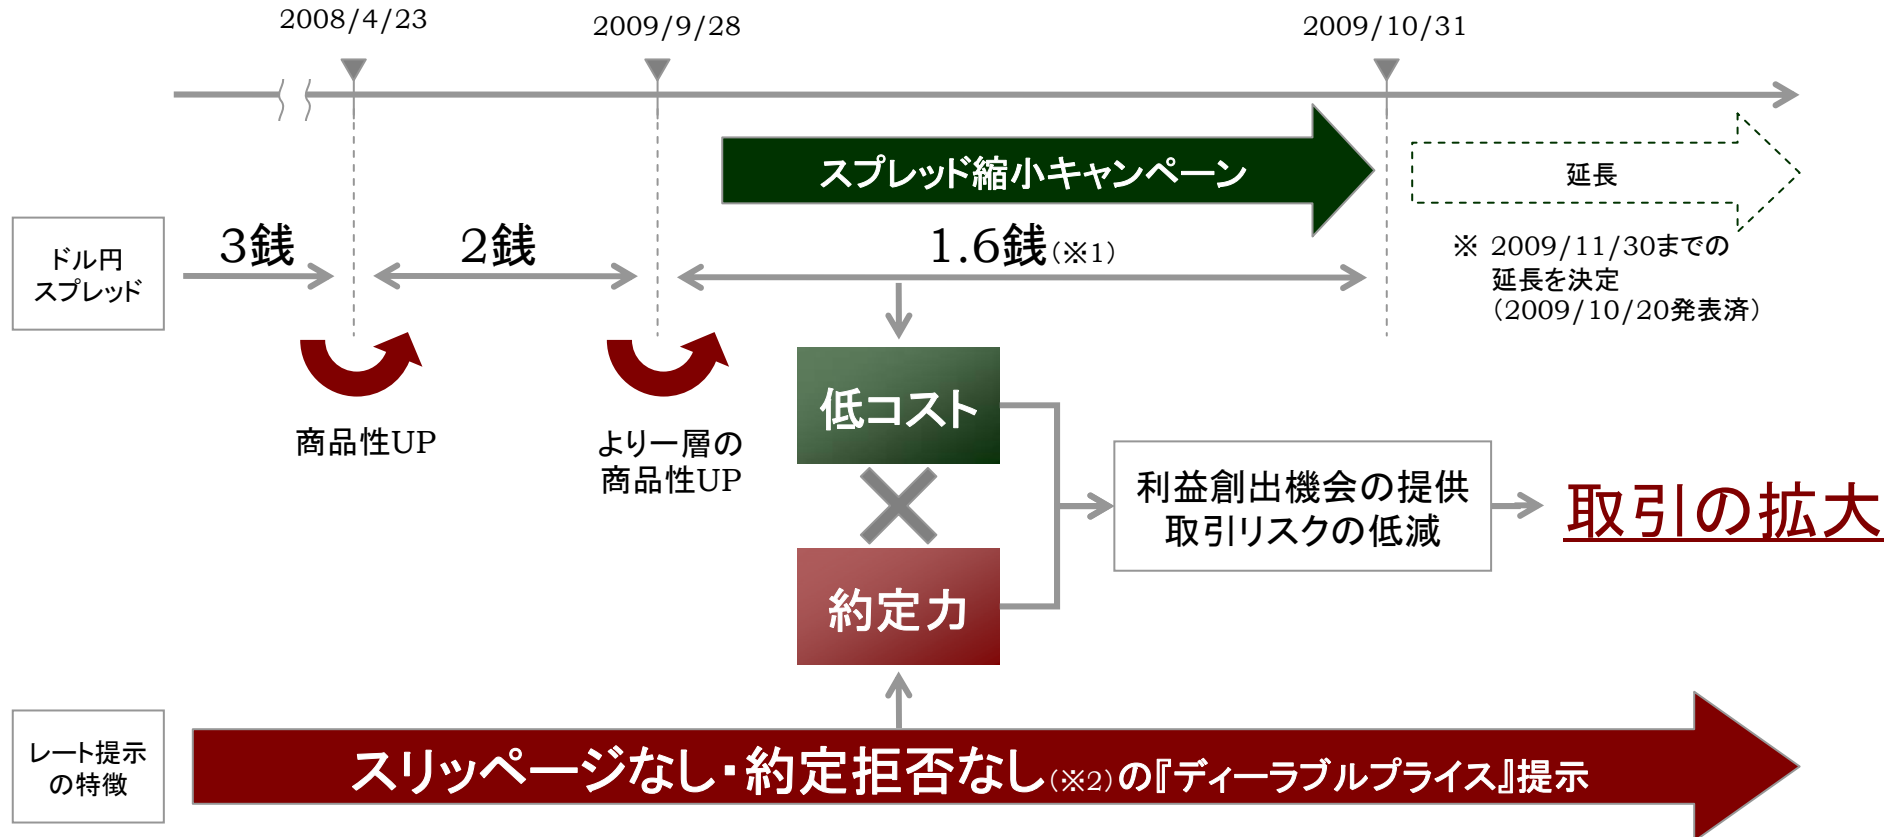 2008/4/23
2009/9/28
2009/10/31
スプレッド縮小キャンペーン
延長
ドル円
スプレッド
3銭
2銭
1.6銭(※1)
※ 2009/11/30までの
延長を決定
(2009/10/20発表済)
商品性UP
より一層の
商品性UP
低コスト
約定力
利益創出機会の提供
取引リスクの低減
取引の拡大
レート提示
の特徴
スリッページなし・約定拒否なし(※2)の『ディーラブルプライス』提示